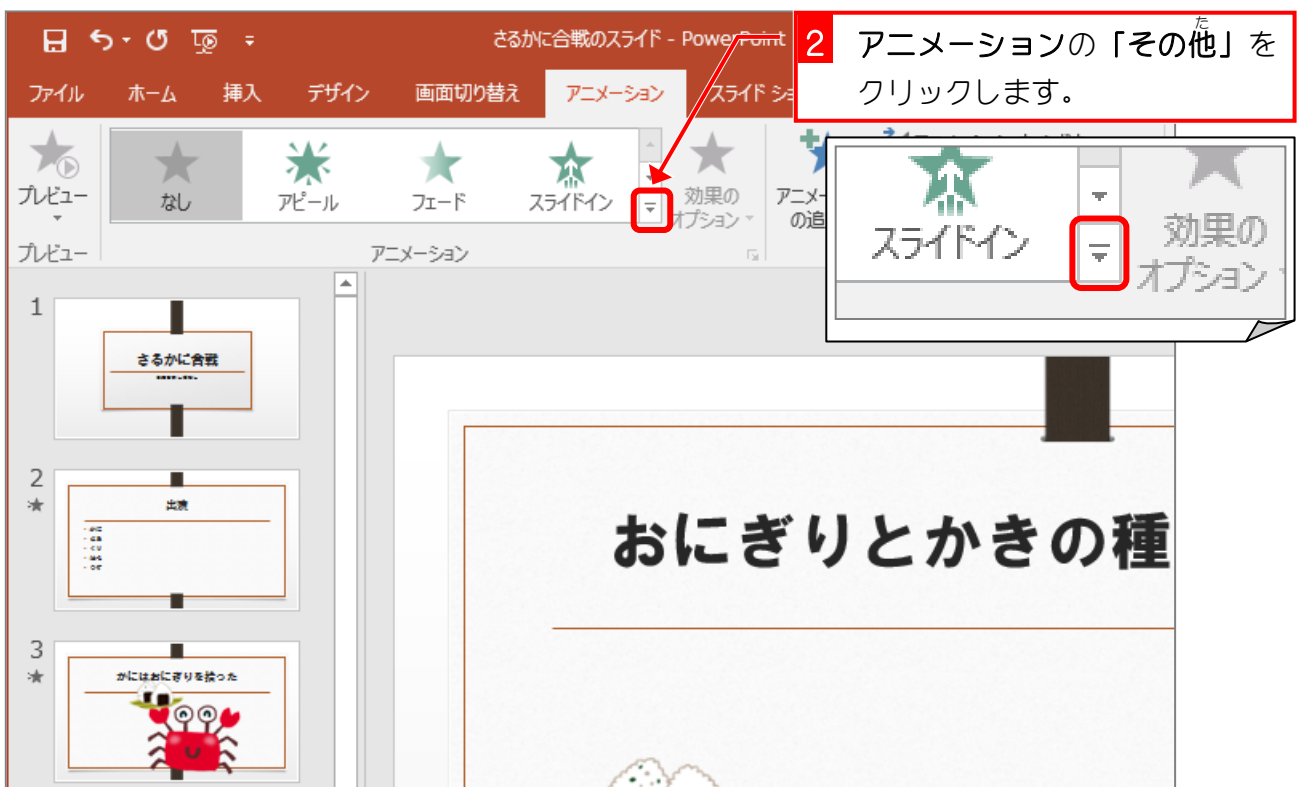 さるかに合戦のスライド - PowerPoint
2 アニメーションの「その他」を
た
クリックします。
ファイル ホーム 挿入 デザイン 画面切り替え アニメーション スライド ショ
プレビュー
なし
アピール
フェード
スライドイン
効果の
オプション
アニメー
の追
プレビュー
アニメーション
スライドイン
効果の
オプション
1
さるかに合戦
2
出演
3
かにはおにぎりを拾った
おにぎりとかきの種